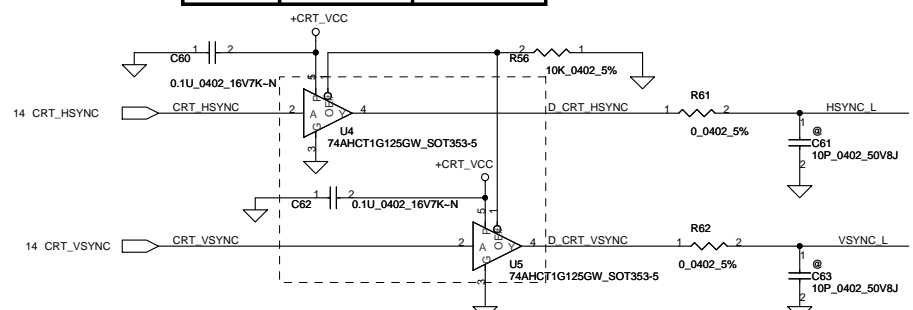 +CRT_VCC
C60 1 2
0.1U_0402_16V7K~N
R56 2 1
10K_0402_5%
14 CRT_HSYNC CRT_HSYNC 2 A P OE# Y G 4 5 1 3 D_CRT_HSYNC
U4
74AHCT1G125GW_SOT353-5
R61 1 2
0_0402_5%
HSYNC_L
1 @
C61
10P_0402_50V8J
2
+CRT_VCC
C62 1 2 0.1U_0402_16V7K~N
14 CRT_VSYNC CRT_VSYNC 2 A P OE# Y G 4 5 1 3 D_CRT_VSYNC
U5
74AHCT1G125GW_SOT353-5
R62 1 2
0_0402_5%
VSYNC_L
1 @
C63
10P_0402_50V8J
2